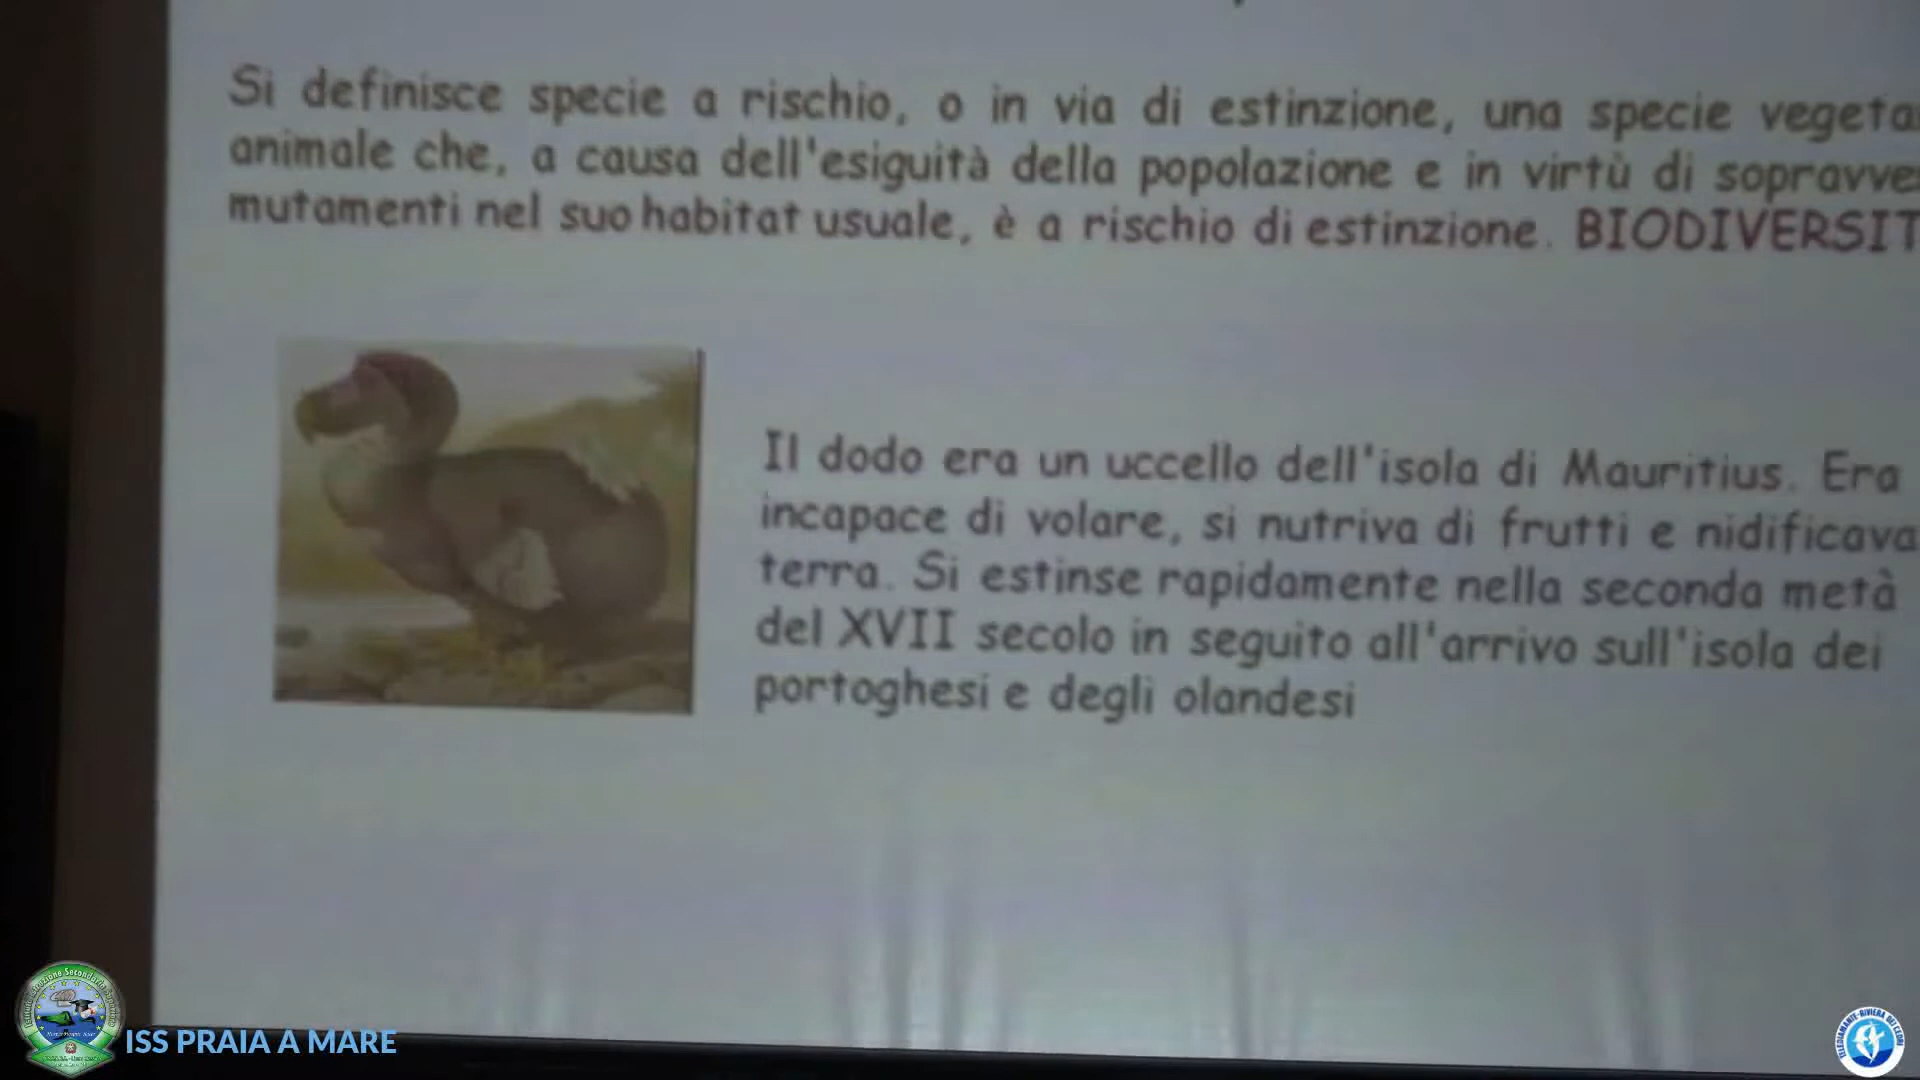 Si definisce specie a rischio, o in via di estinzione, una specie vegeta
animale che, a causa dell'esiguità della popolazione e in virtù di sopravve
mutamenti nel suo habitat usuale, è a rischio di estinzione. BIODIVERSIT
Il dodo era un uccello dell'isola di Mauritius. Era
incapace di volare, si nutriva di frutti e nidificava
terra. Si estinse rapidamente nella seconda metà
del XVII secolo in seguito all'arrivo sull'isola dei
portoghesi e degli olandesi
ISS PRAIA A MARE